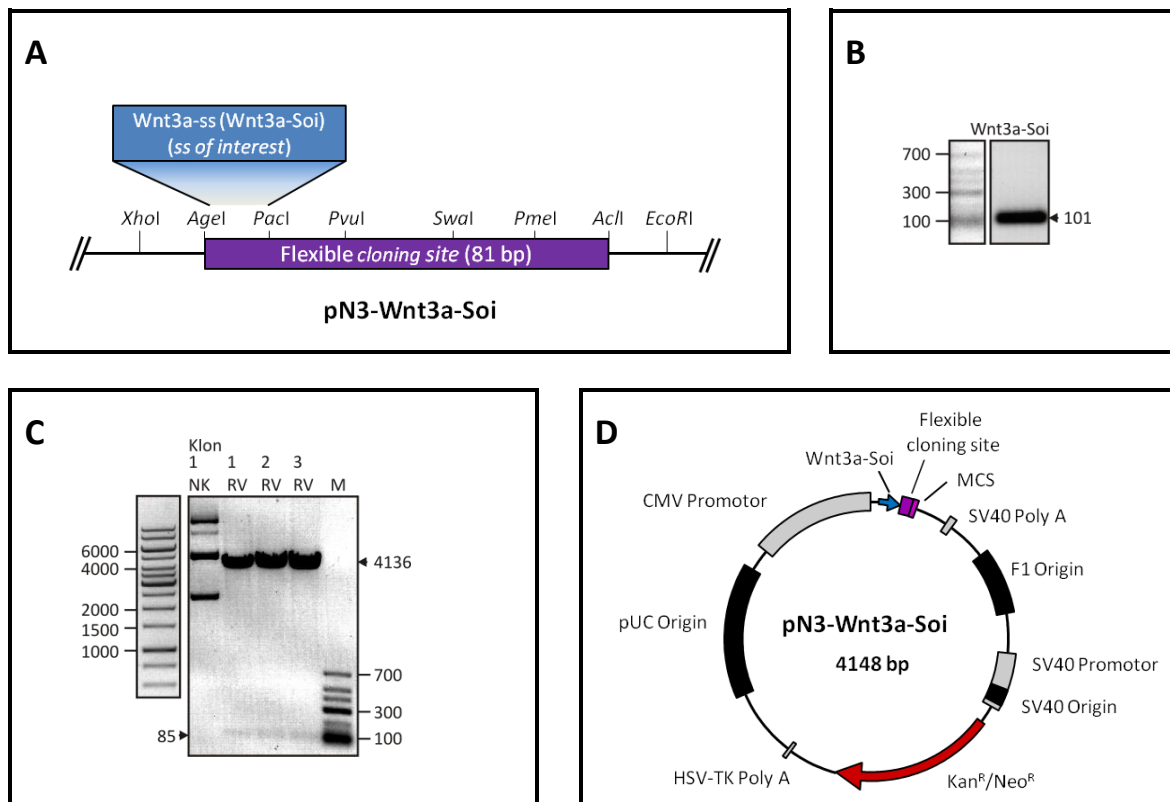 A
Wnt3a-ss (Wnt3a-Soi)
(ss of interest)
XhoI AgeI PacI PvuI SwaI PmeI AclI EcoRI
Flexible cloning site (81 bp)
pN3-Wnt3a-Soi
B
Wnt3a-Soi
700
300
100
101
C
Klon
1 1 2 3
NK RV RV RV M
6000
4000
2000
1500
1000
4136
700
300
100
85
D
Flexible
cloning site
Wnt3a-Soi
MCS
CMV Promotor
SV40 Poly A
F1 Origin
pUC Origin
pN3-Wnt3a-Soi
4148 bp
SV40 Promotor
SV40 Origin
HSV-TK Poly A
KanR/NeoR